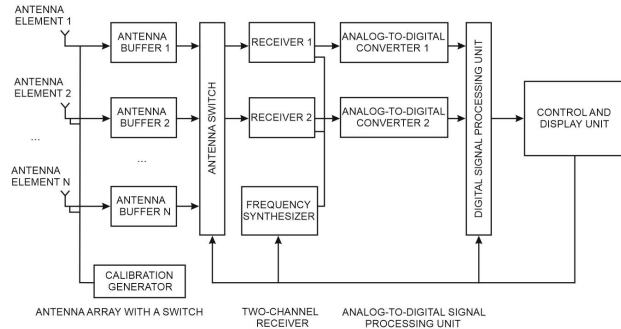 ANTENNA
ELEMENT 1
ANTENNA
BUFFER 1
RECEIVER 1
ANALOG-TO-DIGITAL
CONVERTER 1
ANTENNA
ELEMENT 2
ANTENNA
BUFFER 2
ANTENNA SWITCH
RECEIVER 2
ANALOG-TO-DIGITAL
CONVERTER 2
DIGITAL SIGNAL PROCESSING UNIT
CONTROL AND
DISPLAY UNIT
...
...
ANTENNA
ELEMENT N
ANTENNA
BUFFER N
FREQUENCY
SYNTHESIZER
CALIBRATION
GENERATOR
ANTENNA ARRAY WITH A SWITCH
TWO-CHANNEL
RECEIVER
ANALOG-TO-DIGITAL SIGNAL
PROCESSING UNIT